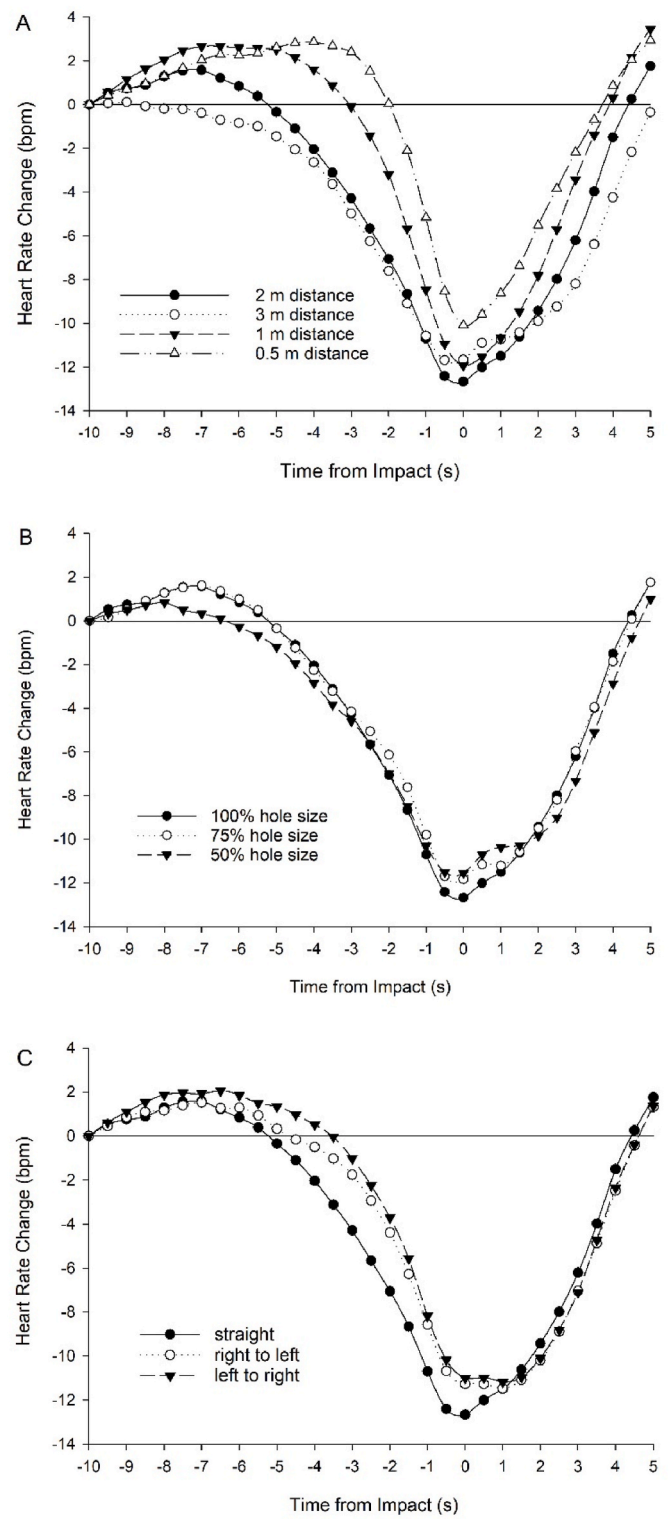 A
4
2
0
-2
-4
-6
-8
-10
-12
-14
Heart Rate Change (bpm)
2 m distance
3 m distance
1 m distance
0.5 m distance
-10 -9 -8 -7 -6 -5 -4 -3 -2 -1 0 1 2 3 4 5
Time from Impact (s)
B
4
2
0
-2
-4
-6
-8
-10
-12
-14
Heart Rate Change (bpm)
100% hole size
75% hole size
50% hole size
-10 -9 -8 -7 -6 -5 -4 -3 -2 -1 0 1 2 3 4 5
Time from Impact (s)
C
4
2
0
-2
-4
-6
-8
-10
-12
-14
Heart Rate Change (bpm)
straight
right to left
left to right
-10 -9 -8 -7 -6 -5 -4 -3 -2 -1 0 1 2 3 4 5
Time from Impact (s)